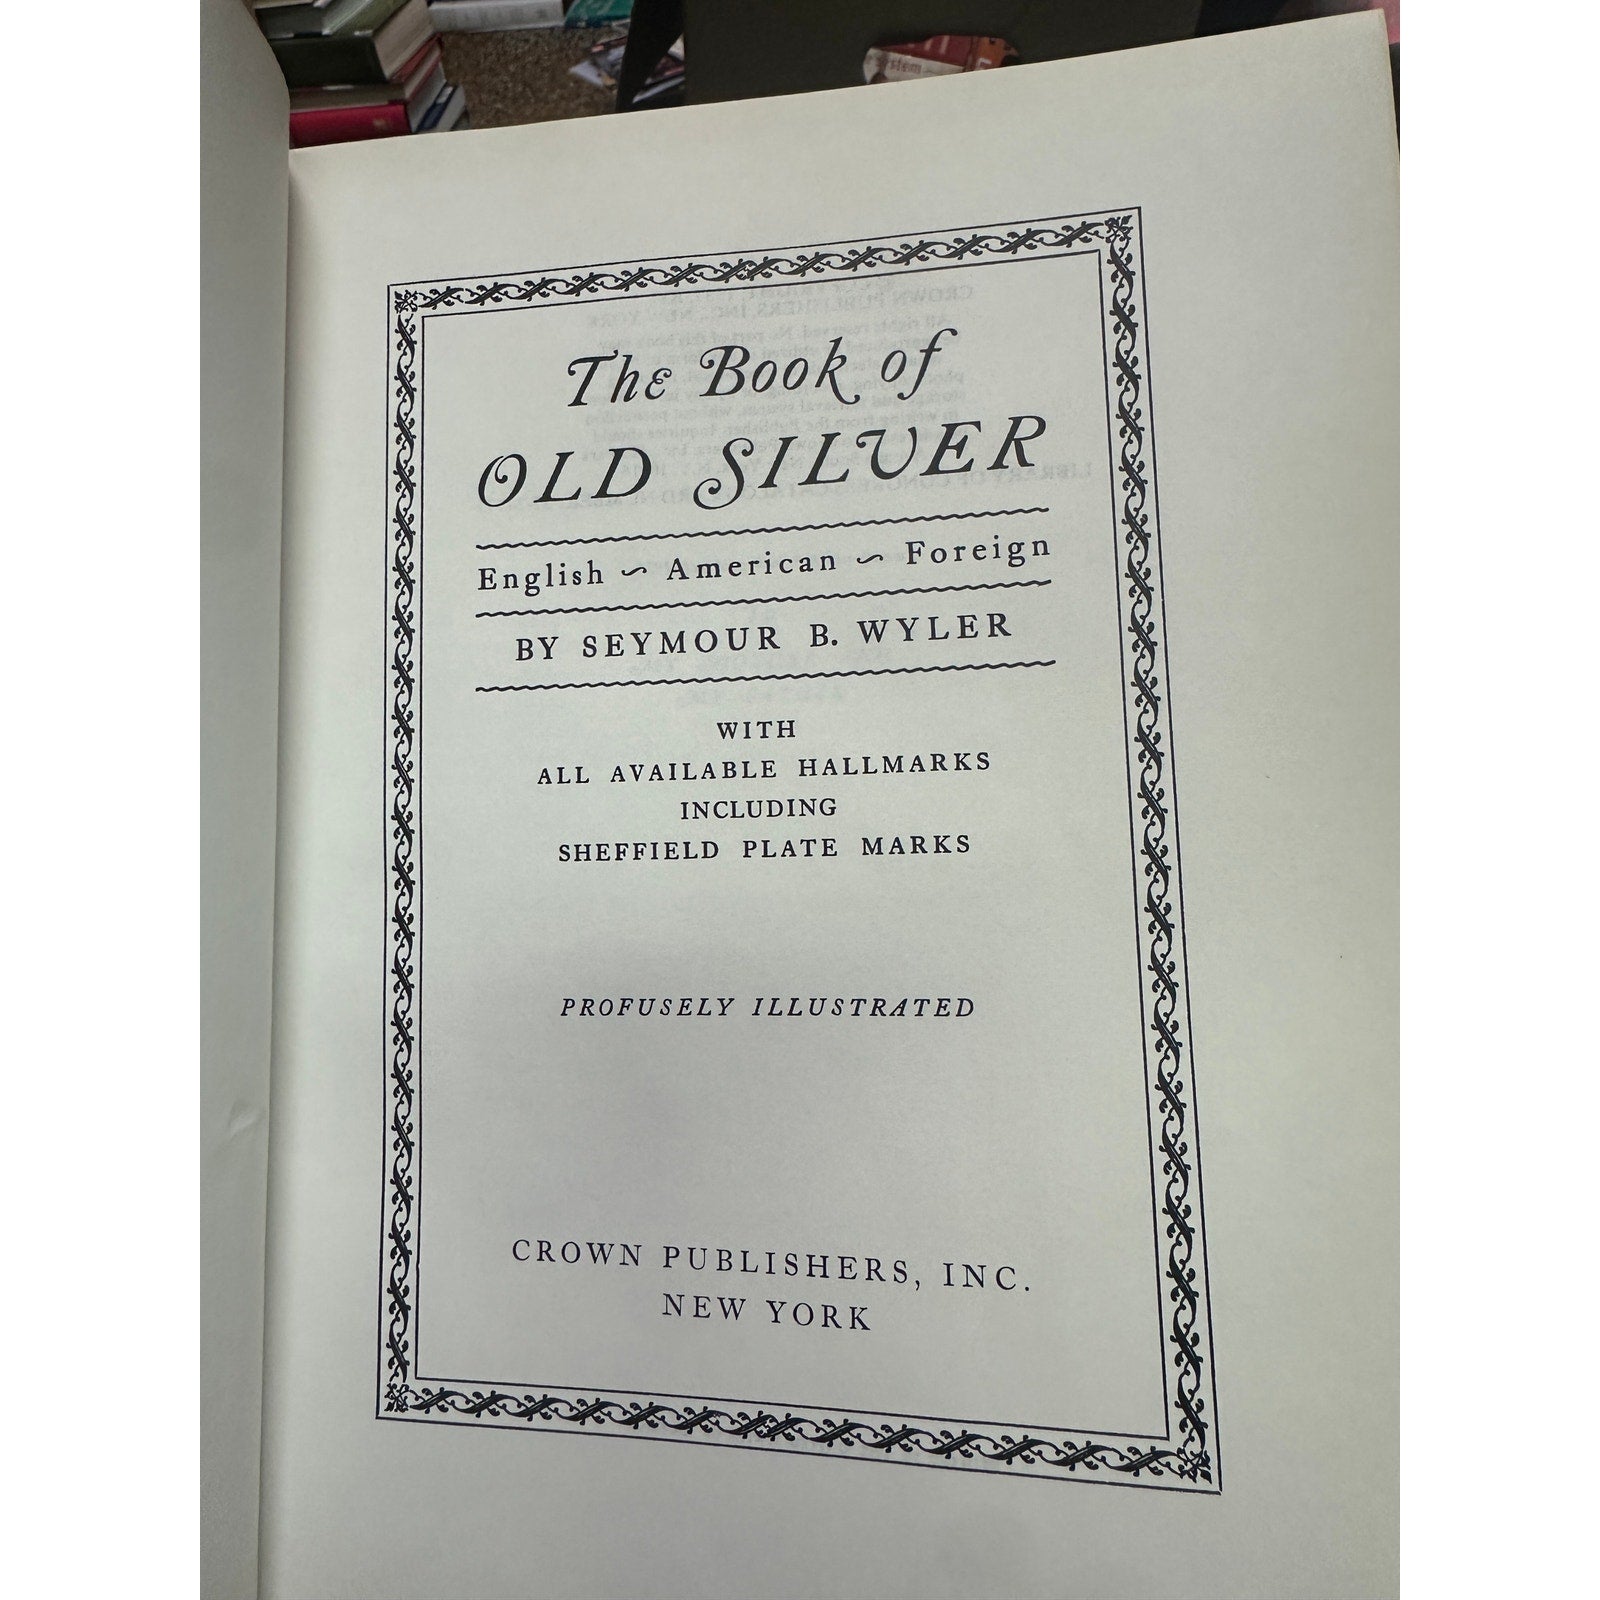 The Book of
OLD SILVER
English ~ American ~ Foreign
BY SEYMOUR B. WYLER
WITH
ALL AVAILABLE HALLMARKS
INCLUDING
SHEFFIELD PLATE MARKS
PROFUSELY ILLUSTRATED
CROWN PUBLISHERS, INC.
NEW YORK